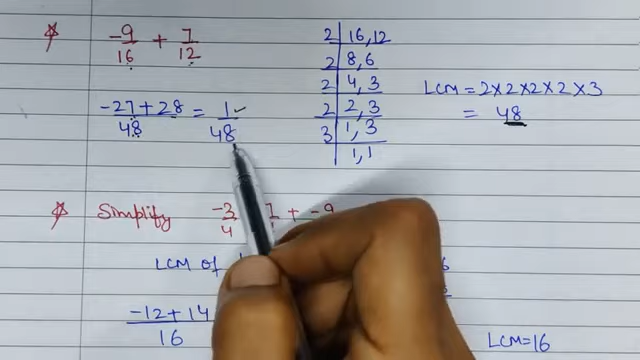 -9/16 + 7/12
2 | 16, 12
2 | 8, 6
2 | 4, 3
2 | 2, 3
3 | 1, 3
1, 1
LCM = 2×2×2×2×3
= 48
-27+28/48 = 1/48
Simplify -3/4 7 + -9
LCM of
-12+14
16
LCM=16